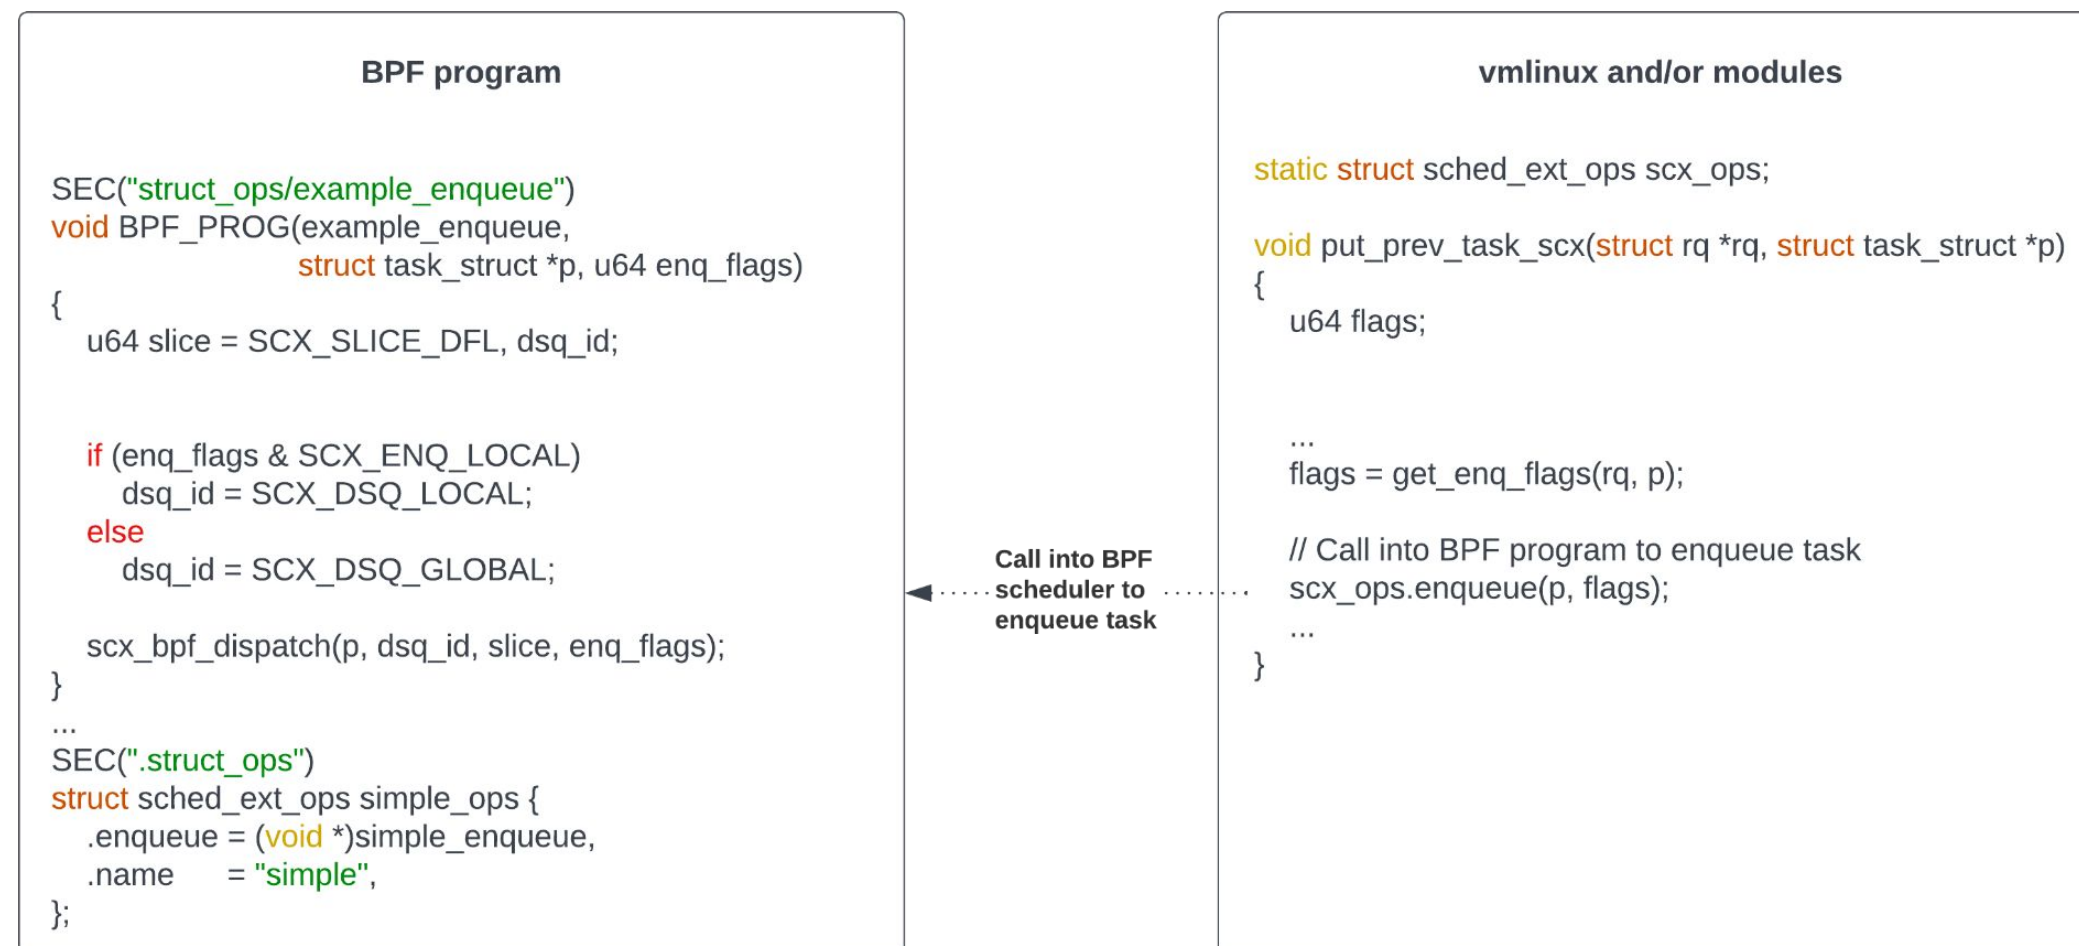 BPF program
SEC("struct_ops/example_enqueue")
void BPF_PROG(example_enqueue,
struct task_struct *p, u64 enq_flags)
{
u64 slice = SCX_SLICE_DFL, dsq_id;
if (enq_flags & SCX_ENQ_LOCAL)
dsq_id = SCX_DSQ_LOCAL;
else
dsq_id = SCX_DSQ_GLOBAL;
scx_bpf_dispatch(p, dsq_id, slice, enq_flags);
}
...
SEC(".struct_ops")
struct sched_ext_ops simple_ops {
.enqueue = (void *)simple_enqueue,
.name = "simple",
};
Call into BPF
scheduler to
enqueue task
vmlinux and/or modules
static struct sched_ext_ops scx_ops;
void put_prev_task_scx(struct rq *rq, struct task_struct *p)
{
u64 flags;
...
flags = get_enq_flags(rq, p);
// Call into BPF program to enqueue task
scx_ops.enqueue(p, flags);
...
}